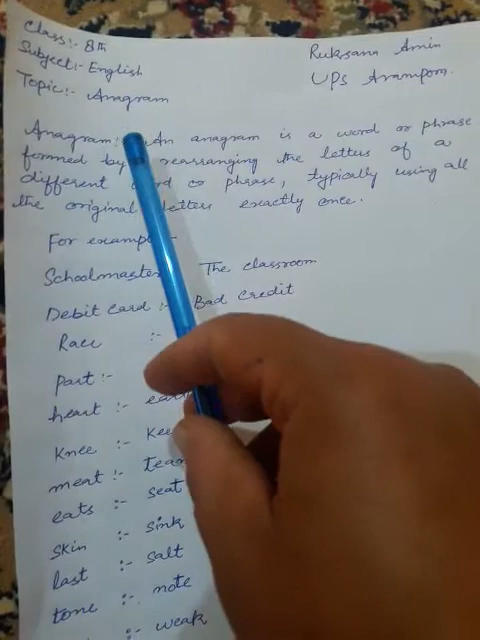 Class:- 8th
Subject:- English
Topic:- Anagram
Ruksana Amin
UPS Arampora.
Anagram:- An anagram is a word or phrase
formed by rearranging the letters of a
different word or phrase, typically using all
the original letters exactly once.
For example
Schoolmaster The classroom
Debit card :- Bad credit
Race :-
Part :-
heart :-
Knee :-
meat :- team
eats :- seat
Skin :- sink
last :- salt
tone :- note
:- weak